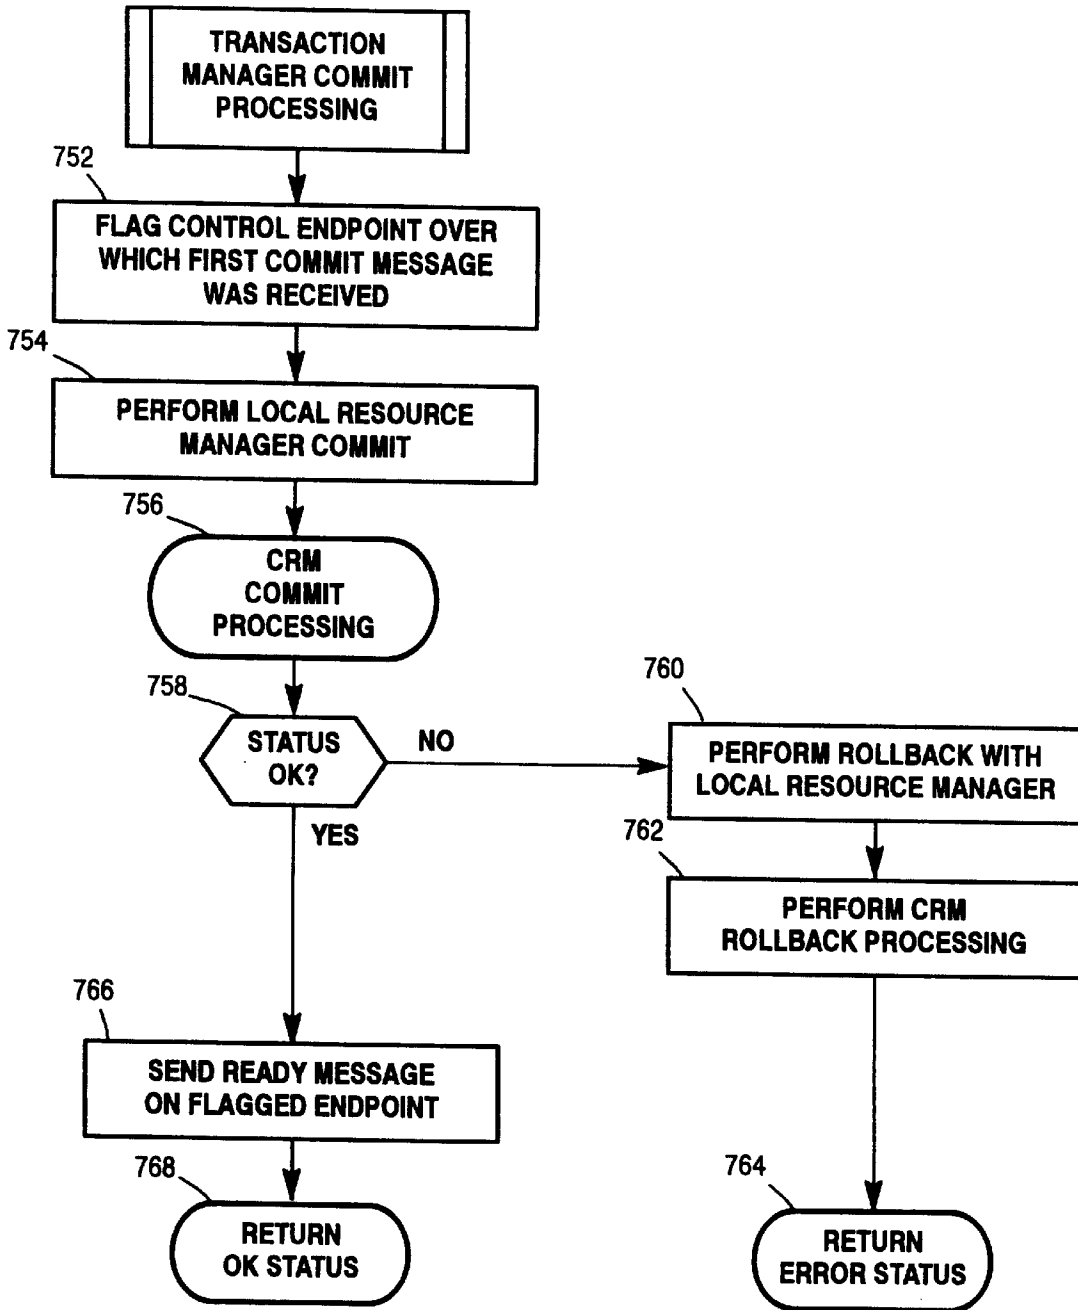 TRANSACTION
MANAGER COMMIT
PROCESSING
752
FLAG CONTROL ENDPOINT OVER
WHICH FIRST COMMIT MESSAGE
WAS RECEIVED
754
PERFORM LOCAL RESOURCE
MANAGER COMMIT
756
CRM
COMMIT
PROCESSING
758
STATUS
OK?
NO
YES
760
PERFORM ROLLBACK WITH
LOCAL RESOURCE MANAGER
762
PERFORM CRM
ROLLBACK PROCESSING
766
SEND READY MESSAGE
ON FLAGGED ENDPOINT
768
RETURN
OK STATUS
764
RETURN
ERROR STATUS